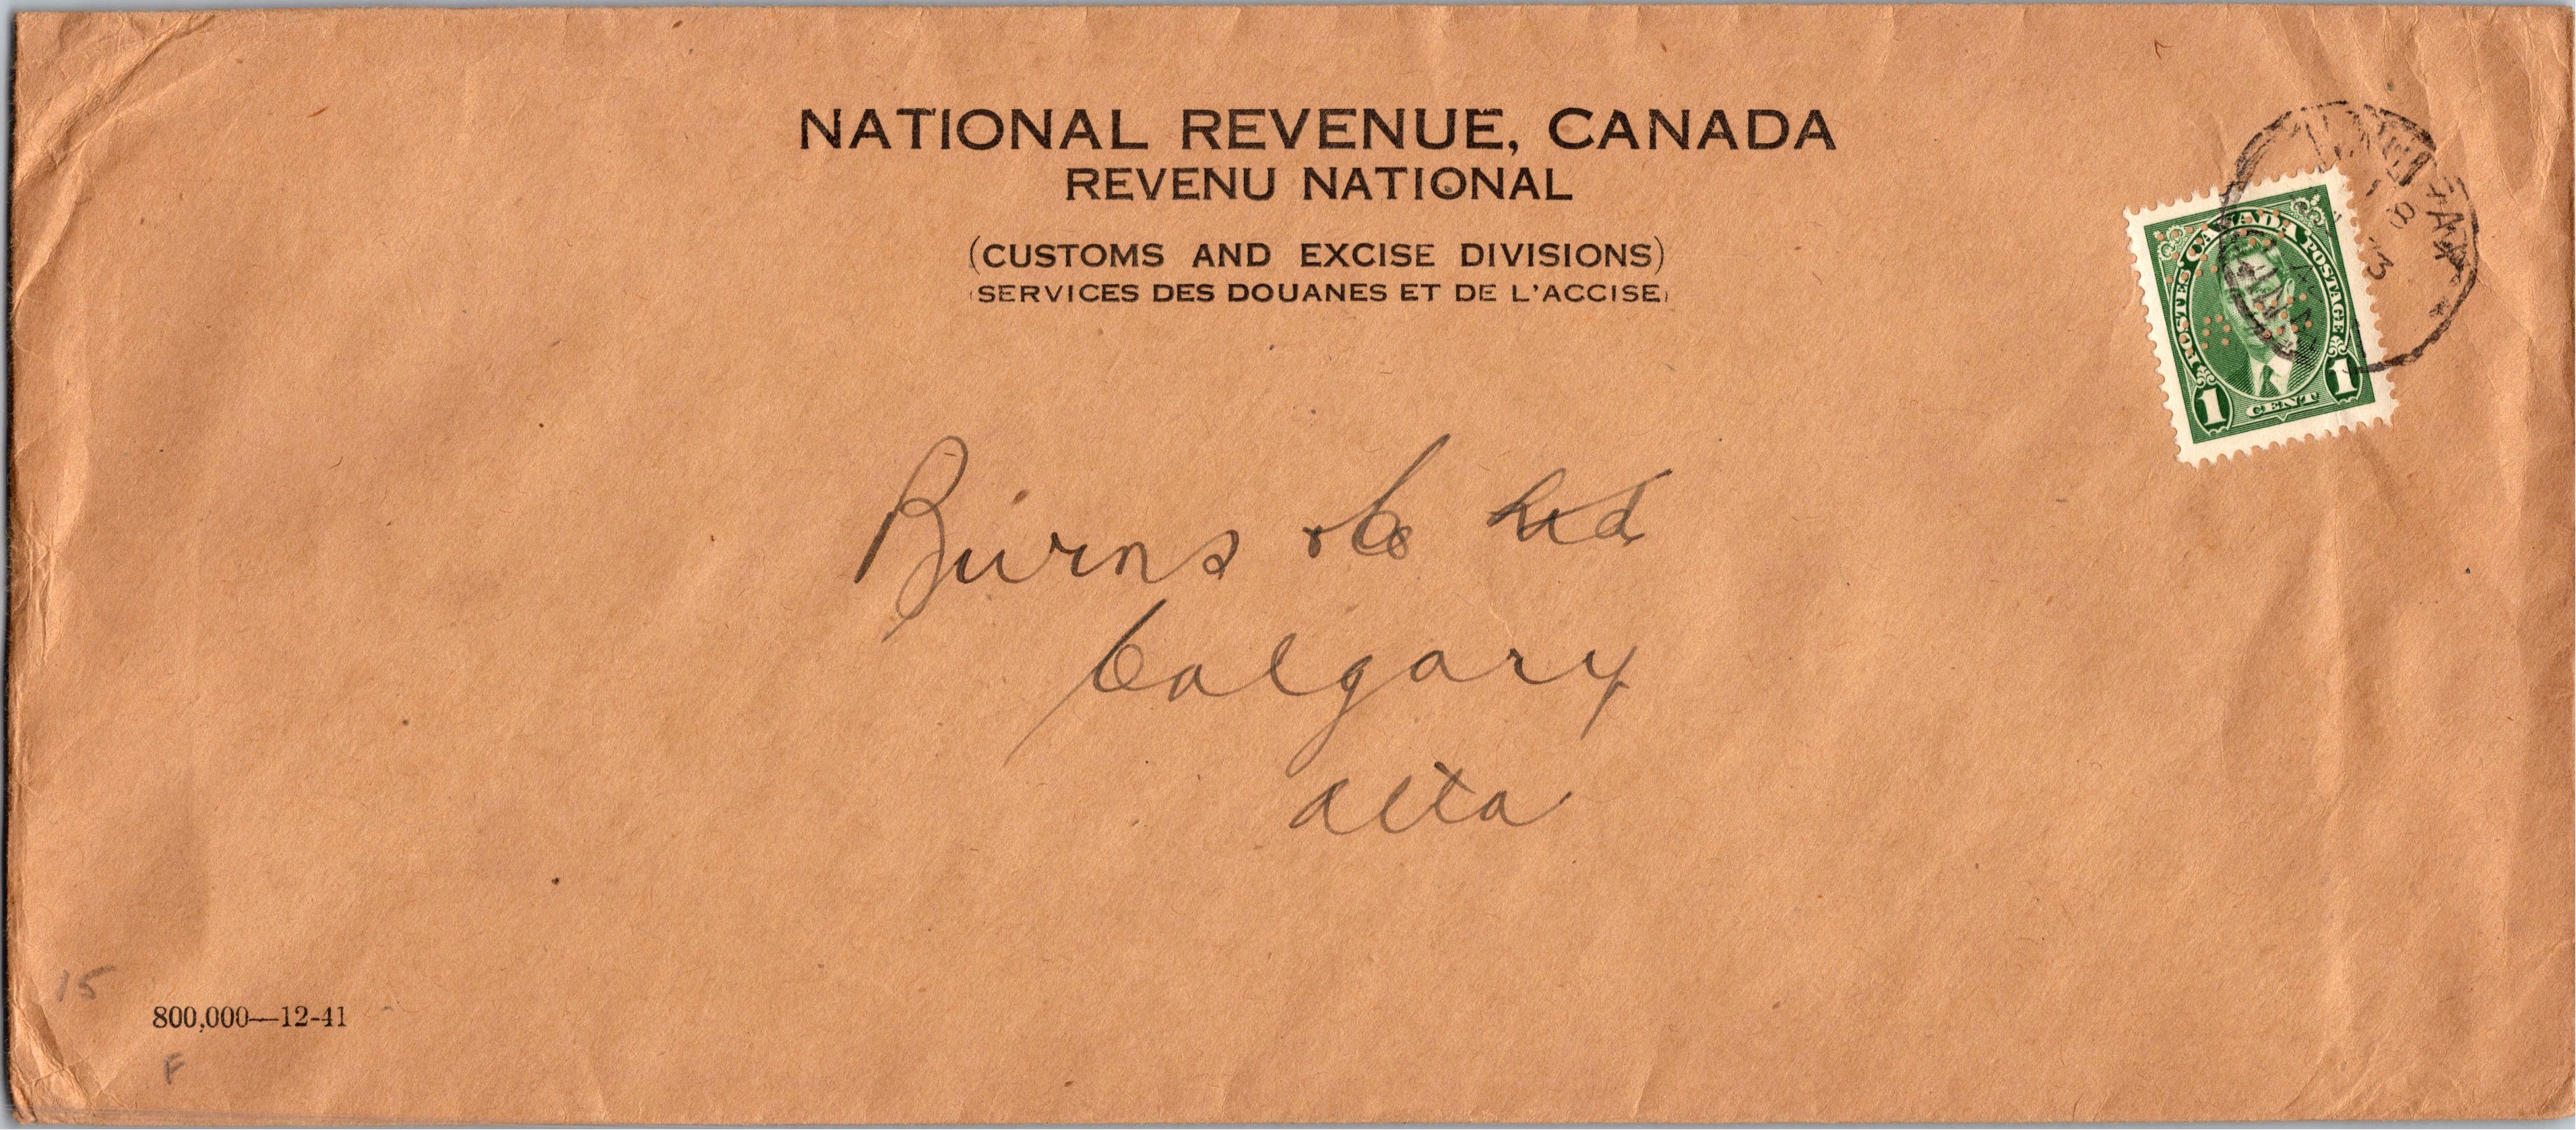 NATIONAL REVENUE, CANADA
REVENU NATIONAL
(CUSTOMS AND EXCISE DIVISIONS)
(SERVICES DES DOUANES ET DE L'ACCISE)
POSTES CANADA POSTAGE
1 CENT 1
Burns & Co Ltd
Calgary
Alta
15
800,000—12-41
F